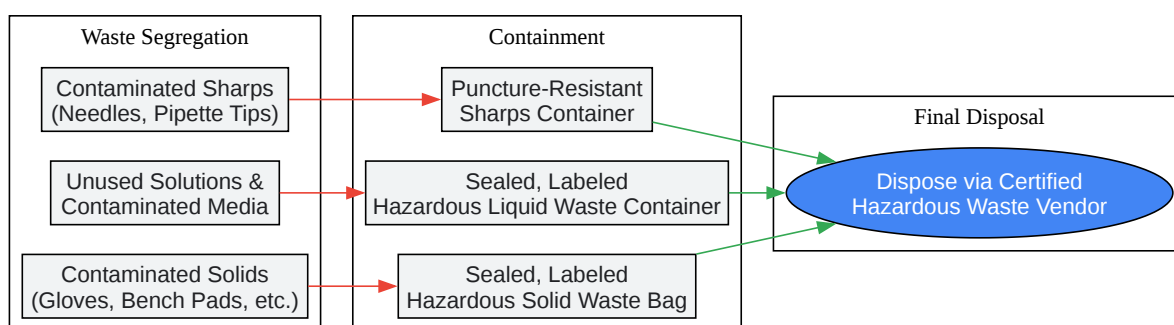 Waste Segregation
Contaminated Sharps
(Needles, Pipette Tips)
Unused Solutions &
Contaminated Media
Contaminated Solids
(Gloves, Bench Pads, etc.)
Containment
Puncture-Resistant
Sharps Container
Sealed, Labeled
Hazardous Liquid Waste Container
Sealed, Labeled
Hazardous Solid Waste Bag
Final Disposal
Dispose via Certified
Hazardous Waste Vendor